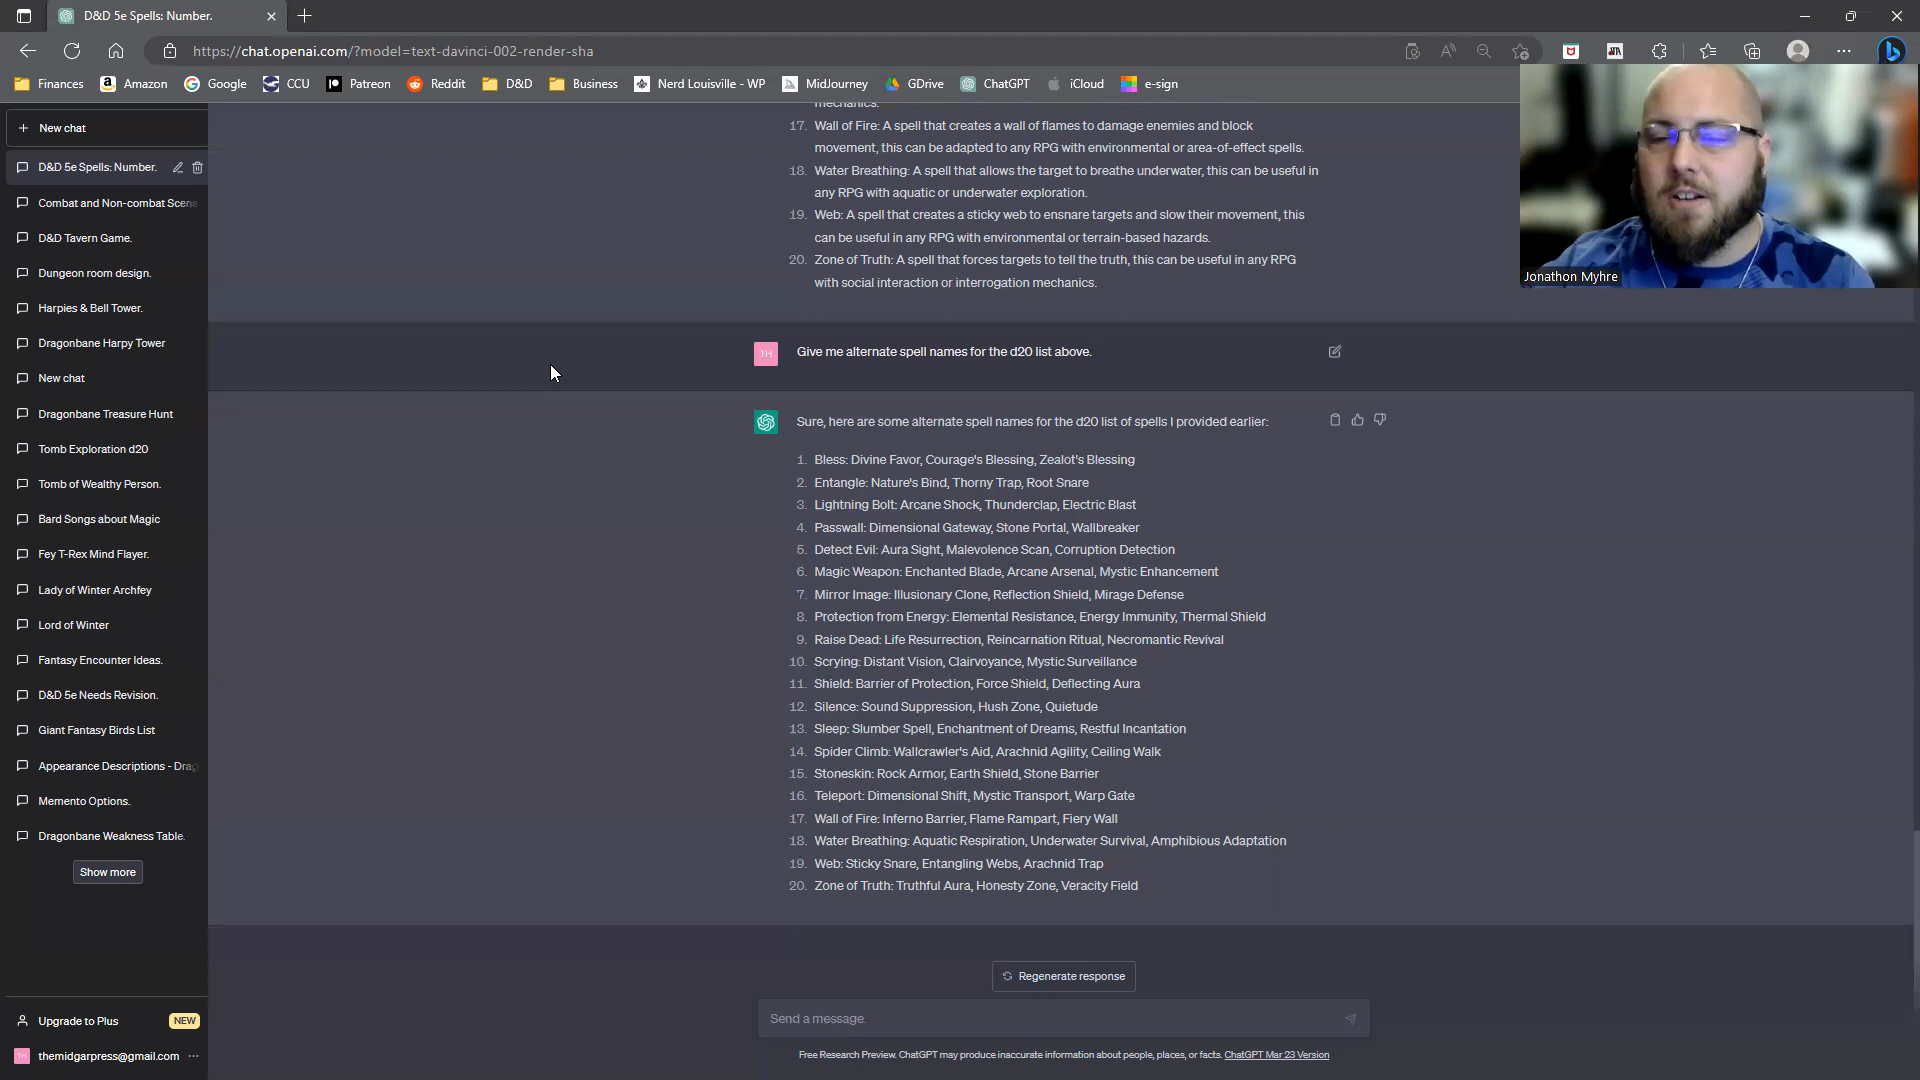 D&D 5e Spells: Number.
https://chat.openai.com/?model=text-davinci-002-render-sha
Finances
Amazon
Google
CCU
Patreon
Reddit
D&D
Business
Nerd Louisville - WP
MidJourney
GDrive
ChatGPT
iCloud
e-sign
New chat
D&D 5e Spells: Number.
Combat and Non-combat Scena
D&D Tavern Game.
Dungeon room design.
Harpies & Bell Tower.
Dragonbane Harpy Tower
New chat
Dragonbane Treasure Hunt
Tomb Exploration d20
Tomb of Wealthy Person.
Bard Songs about Magic
Fey T-Rex Mind Flayer.
Lady of Winter Archfey
Lord of Winter
Fantasy Encounter Ideas.
D&D 5e Needs Revision.
Giant Fantasy Birds List
Appearance Descriptions - Drag
Memento Options.
Dragonbane Weakness Table.
Show more
Upgrade to Plus NEW
TH themidgarpress@gmail.com
mechanics.
17. Wall of Fire: A spell that creates a wall of flames to damage enemies and block
movement, this can be adapted to any RPG with environmental or area-of-effect spells.
18. Water Breathing: A spell that allows the target to breathe underwater, this can be useful in
any RPG with aquatic or underwater exploration.
19. Web: A spell that creates a sticky web to ensnare targets and slow their movement, this
can be useful in any RPG with environmental or terrain-based hazards.
20. Zone of Truth: A spell that forces targets to tell the truth, this can be useful in any RPG
with social interaction or interrogation mechanics.
TH Give me alternate spell names for the d20 list above.
Sure, here are some alternate spell names for the d20 list of spells I provided earlier:
1. Bless: Divine Favor, Courage's Blessing, Zealot's Blessing
2. Entangle: Nature's Bind, Thorny Trap, Root Snare
3. Lightning Bolt: Arcane Shock, Thunderclap, Electric Blast
4. Passwall: Dimensional Gateway, Stone Portal, Wallbreaker
5. Detect Evil: Aura Sight, Malevolence Scan, Corruption Detection
6. Magic Weapon: Enchanted Blade, Arcane Arsenal, Mystic Enhancement
7. Mirror Image: Illusionary Clone, Reflection Shield, Mirage Defense
8. Protection from Energy: Elemental Resistance, Energy Immunity, Thermal Shield
9. Raise Dead: Life Resurrection, Reincarnation Ritual, Necromantic Revival
10. Scrying: Distant Vision, Clairvoyance, Mystic Surveillance
11. Shield: Barrier of Protection, Force Shield, Deflecting Aura
12. Silence: Sound Suppression, Hush Zone, Quietude
13. Sleep: Slumber Spell, Enchantment of Dreams, Restful Incantation
14. Spider Climb: Wallcrawler's Aid, Arachnid Agility, Ceiling Walk
15. Stoneskin: Rock Armor, Earth Shield, Stone Barrier
16. Teleport: Dimensional Shift, Mystic Transport, Warp Gate
17. Wall of Fire: Inferno Barrier, Flame Rampart, Fiery Wall
18. Water Breathing: Aquatic Respiration, Underwater Survival, Amphibious Adaptation
19. Web: Sticky Snare, Entangling Webs, Arachnid Trap
20. Zone of Truth: Truthful Aura, Honesty Zone, Veracity Field
Regenerate response
Send a message.
Free Research Preview. ChatGPT may produce inaccurate information about people, places, or facts. ChatGPT Mar 23 Version
Jonathon Myhre